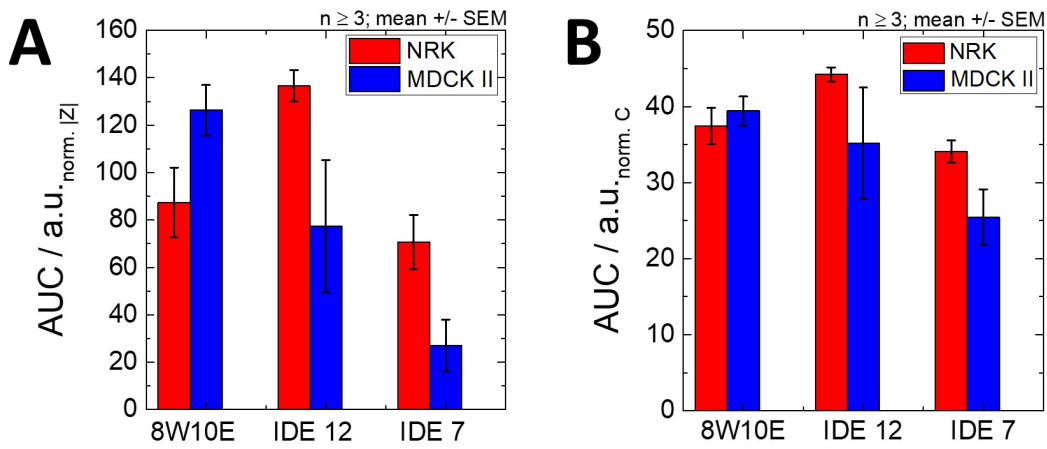 A
n ≥ 3; mean +/- SEM
NRK
MDCK II
AUC / a.u.norm. |Z|
160
140
120
100
80
60
40
20
0
8W10E IDE 12 IDE 7
B
n ≥ 3; mean +/- SEM
NRK
MDCK II
AUC / a.u.norm. C
50
40
30
20
10
0
8W10E IDE 12 IDE 7